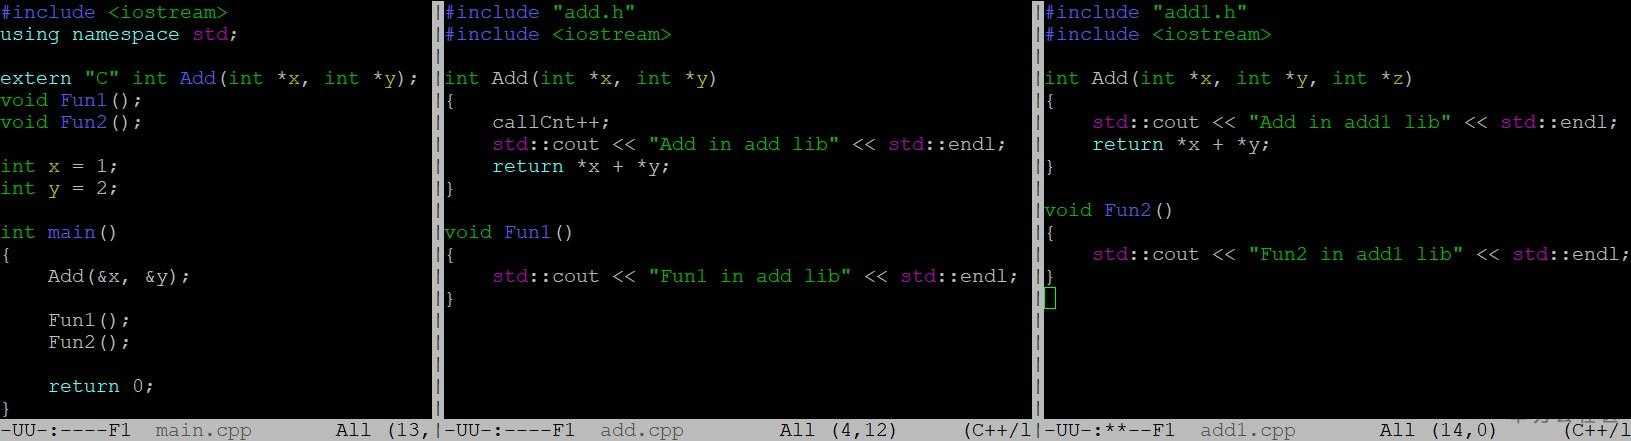 #include <iostream>
using namespace std;
extern "C" int Add(int *x, int *y);
void Fun1();
void Fun2();
int x = 1;
int y = 2;
int main()
{
    Add(&x, &y);
    Fun1();
    Fun2();
    return 0;
}
-UU-:----F1  main.cpp       All (13,
#include "add.h"
#include <iostream>
int Add(int *x, int *y)
{
    callCnt++;
    std::cout << "Add in add lib" << std::endl;
    return *x + *y;
}
void Fun1()
{
    std::cout << "Fun1 in add lib" << std::endl;
}
-UU-:----F1  add.cpp        All (4,12)     (C++/l
#include "add1.h"
#include <iostream>
int Add(int *x, int *y, int *z)
{
    std::cout << "Add in add1 lib" << std::endl;
    return *x + *y;
}
void Fun2()
{
    std::cout << "Fun2 in add1 lib" << std::endl;
}
-UU-:**--F1  add1.cpp       All (14,0)     (C++/l